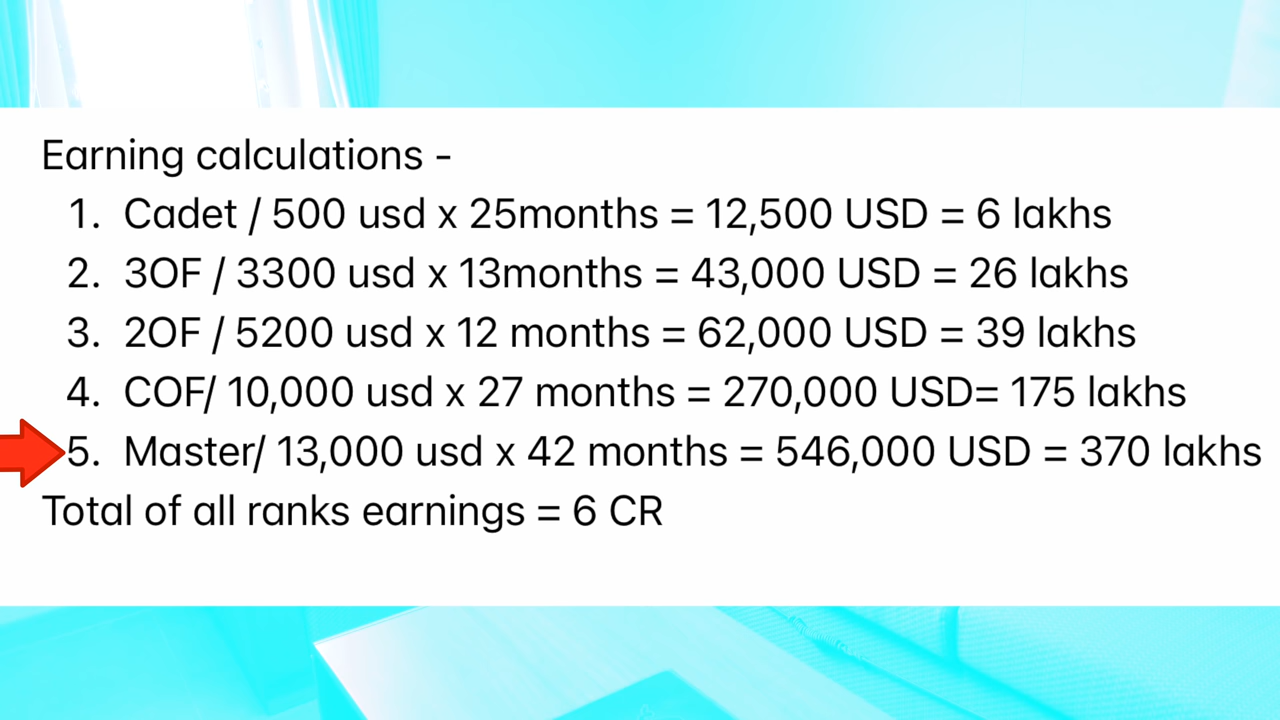 Earning calculations -
1. Cadet / 500 usd x 25months = 12,500 USD = 6 lakhs
2. 3OF / 3300 usd x 13months = 43,000 USD = 26 lakhs
3. 2OF / 5200 usd x 12 months = 62,000 USD = 39 lakhs
4. COF/ 10,000 usd x 27 months = 270,000 USD= 175 lakhs
5. Master/ 13,000 usd x 42 months = 546,000 USD = 370 lakhs
Total of all ranks earnings = 6 CR